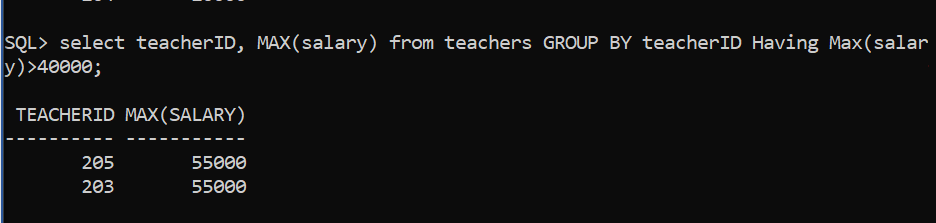 SQL> select teacherID, MAX(salary) from teachers GROUP BY teacherID Having Max(salar
y)>40000;
 TEACHERID MAX(SALARY)
---------- -----------
       205       55000
       203       55000